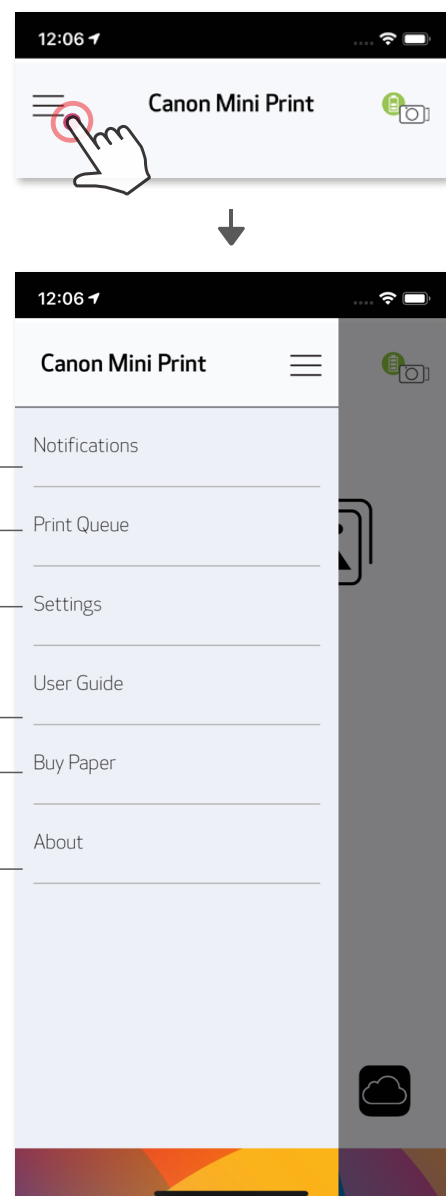 12:06
Canon Mini Print
12:06
Canon Mini Print
Notifications
Print Queue
Settings
User Guide
Buy Paper
About